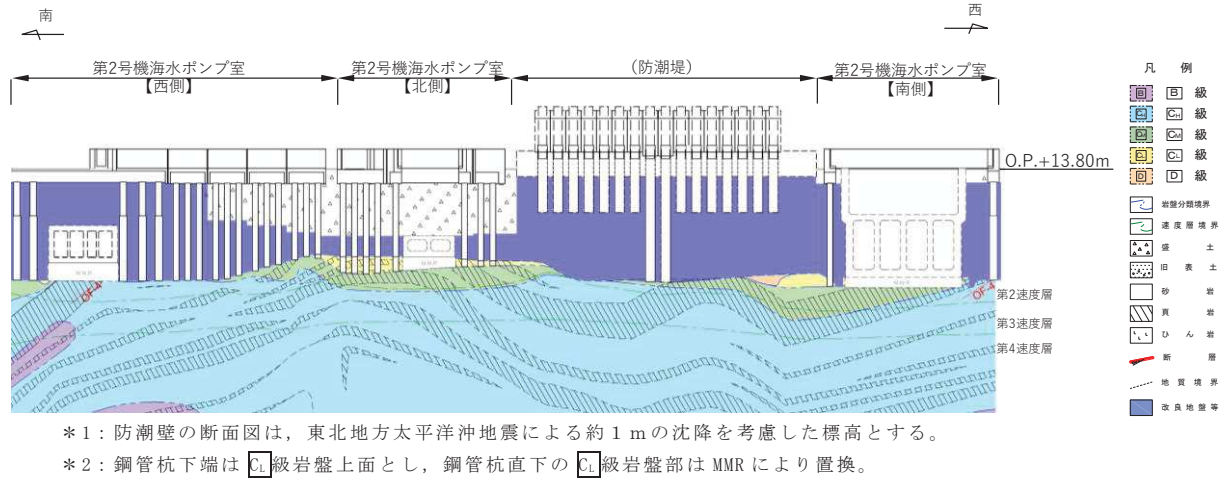 南
西
第2号機海水ポンプ室
【西側】
第2号機海水ポンプ室
【北側】
(防潮堤)
第2号機海水ポンプ室
【南側】
O.P.+13.80m
OF-4
OF-4
第2速度層
第3速度層
第4速度層
凡 例
B B 級
CH CH 級
CM CM 級
CL CL 級
D D 級
岩盤分類境界
速度層境界
盛 土
旧表土
砂 岩
頁 岩
ひん岩
断 層
地質境界
改良地盤等
*1:防潮壁の断面図は,東北地方太平洋沖地震による約1mの沈降を考慮した標高とする。
*2:鋼管杭下端はCL級岩盤上面とし,鋼管杭直下のCL級岩盤部はMMRにより置換。